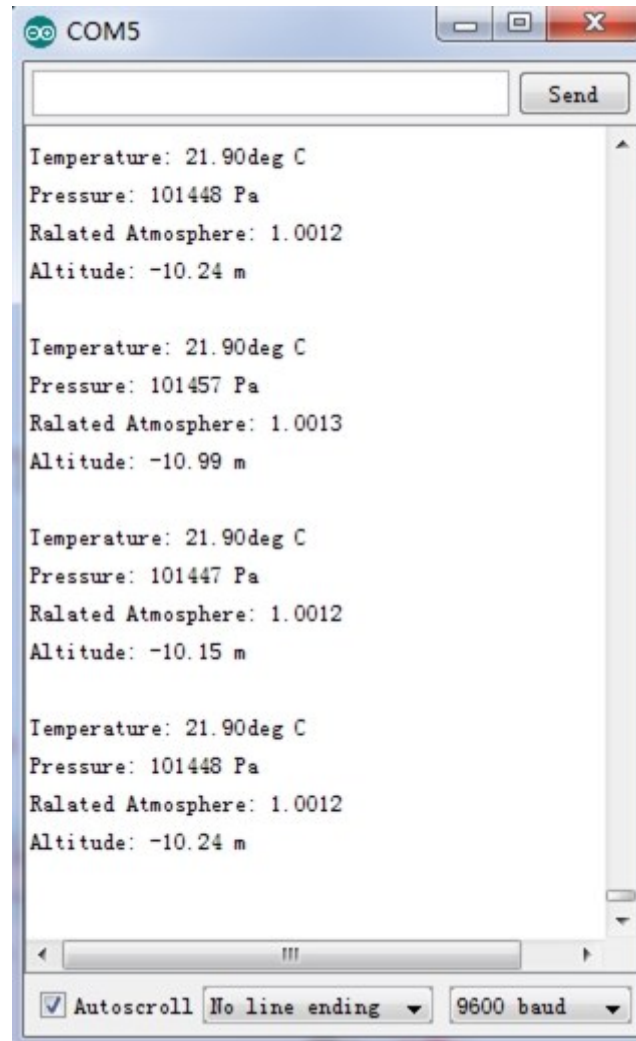 COM5
Send
Temperature: 21.90deg C
Pressure: 101448 Pa
Ralated Atmosphere: 1.0012
Altitude: -10.24 m
Temperature: 21.90deg C
Pressure: 101457 Pa
Ralated Atmosphere: 1.0013
Altitude: -10.99 m
Temperature: 21.90deg C
Pressure: 101447 Pa
Ralated Atmosphere: 1.0012
Altitude: -10.15 m
Temperature: 21.90deg C
Pressure: 101448 Pa
Ralated Atmosphere: 1.0012
Altitude: -10.24 m
Autoscroll No line ending 9600 baud